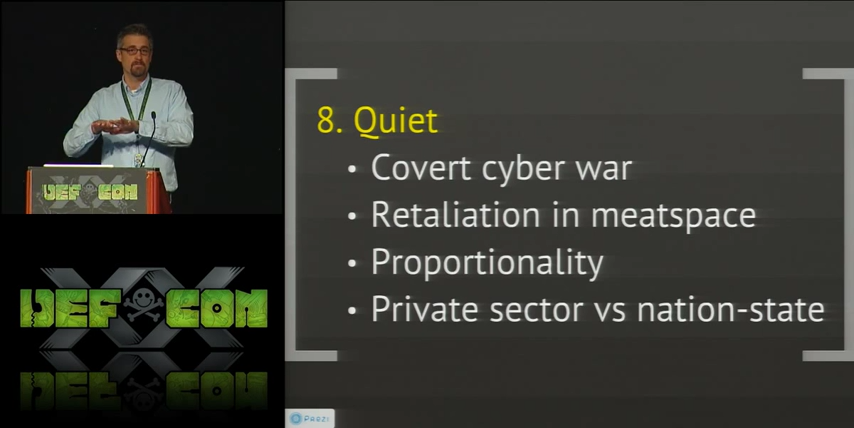 DEF CON
XX
DEF CON
8. Quiet
• Covert cyber war
• Retaliation in meatspace
• Proportionality
• Private sector vs nation-state
PREZI